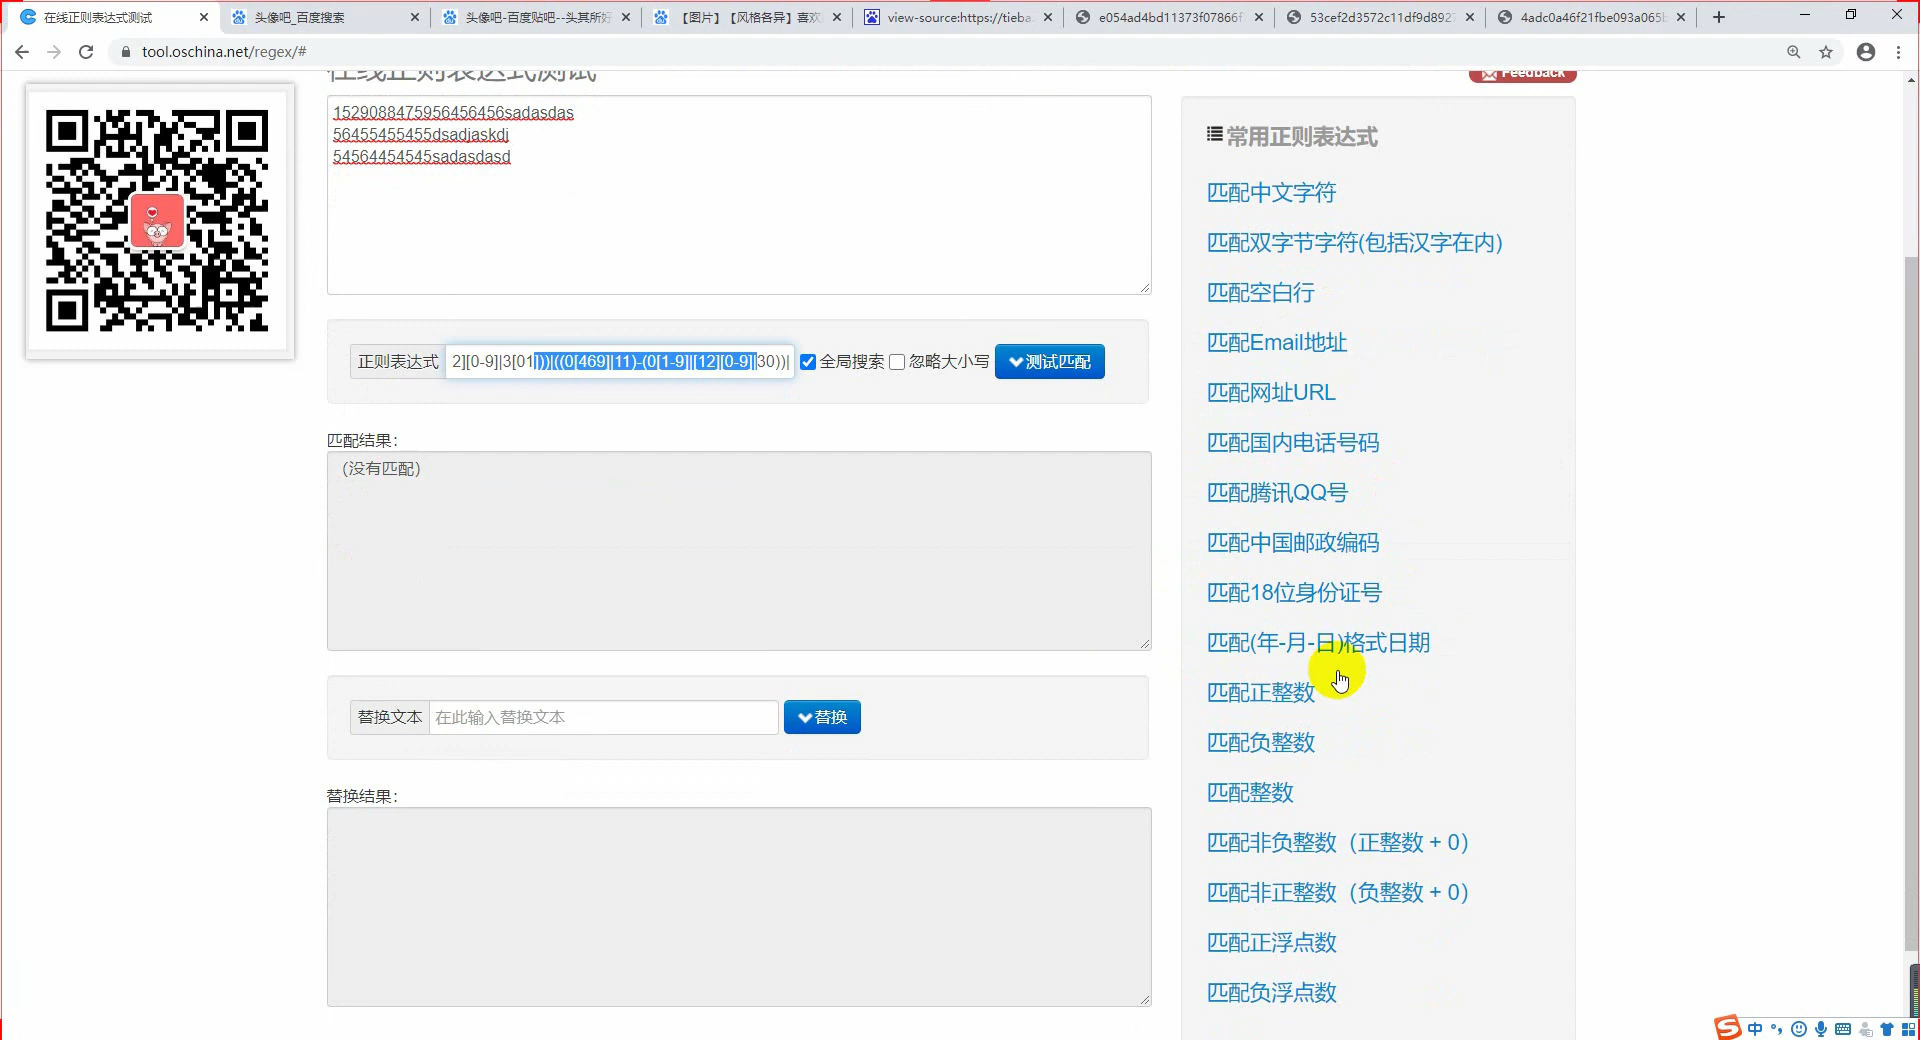 在线正则表达式测试
头像吧_百度搜索
头像吧-百度贴吧--头其所好
【图片】【风格各异】喜欢
view-source:https://tieba
e054ad4bd11373f07866f
53cef2d3572c11df9d8927
4adc0a46f21fbe093a065b
tool.oschina.net/regex/#
在线正则表达式测试
Feedback
1529088475956456456sadasdas
56455455455dsadjaskdj
54564454545sadasdasd
正则表达式 2][0-9]|3[01]))|((0[469]|11)-(0[1-9]|[12][0-9]|30))| 全局搜索 忽略大小写 测试匹配
匹配结果:
(没有匹配)
替换文本 在此输入替换文本 替换
替换结果:
常用正则表达式
匹配中文字符
匹配双字节字符(包括汉字在内)
匹配空白行
匹配Email地址
匹配网址URL
匹配国内电话号码
匹配腾讯QQ号
匹配中国邮政编码
匹配18位身份证号
匹配(年-月-日)格式日期
匹配正整数
匹配负整数
匹配整数
匹配非负整数（正整数 + 0）
匹配非正整数（负整数 + 0）
匹配正浮点数
匹配负浮点数
中